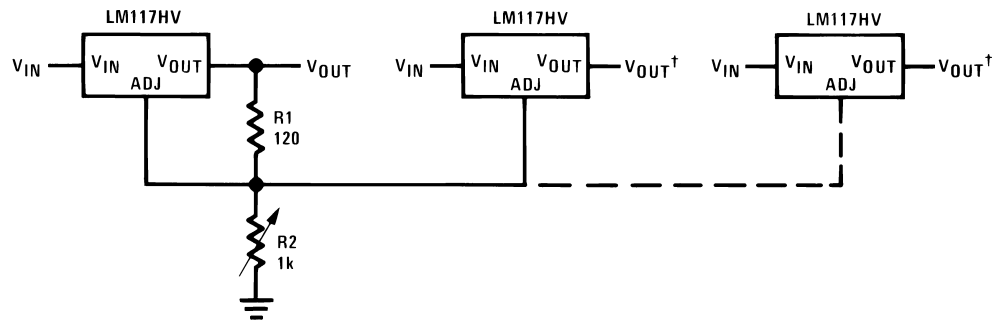 LM117HV
LM117HV
LM117HV
VIN
VIN VOUT
ADJ
VOUT
VIN
VIN VOUT
ADJ
VOUT†
VIN
VIN VOUT
ADJ
VOUT†
R1
120
R2
1k